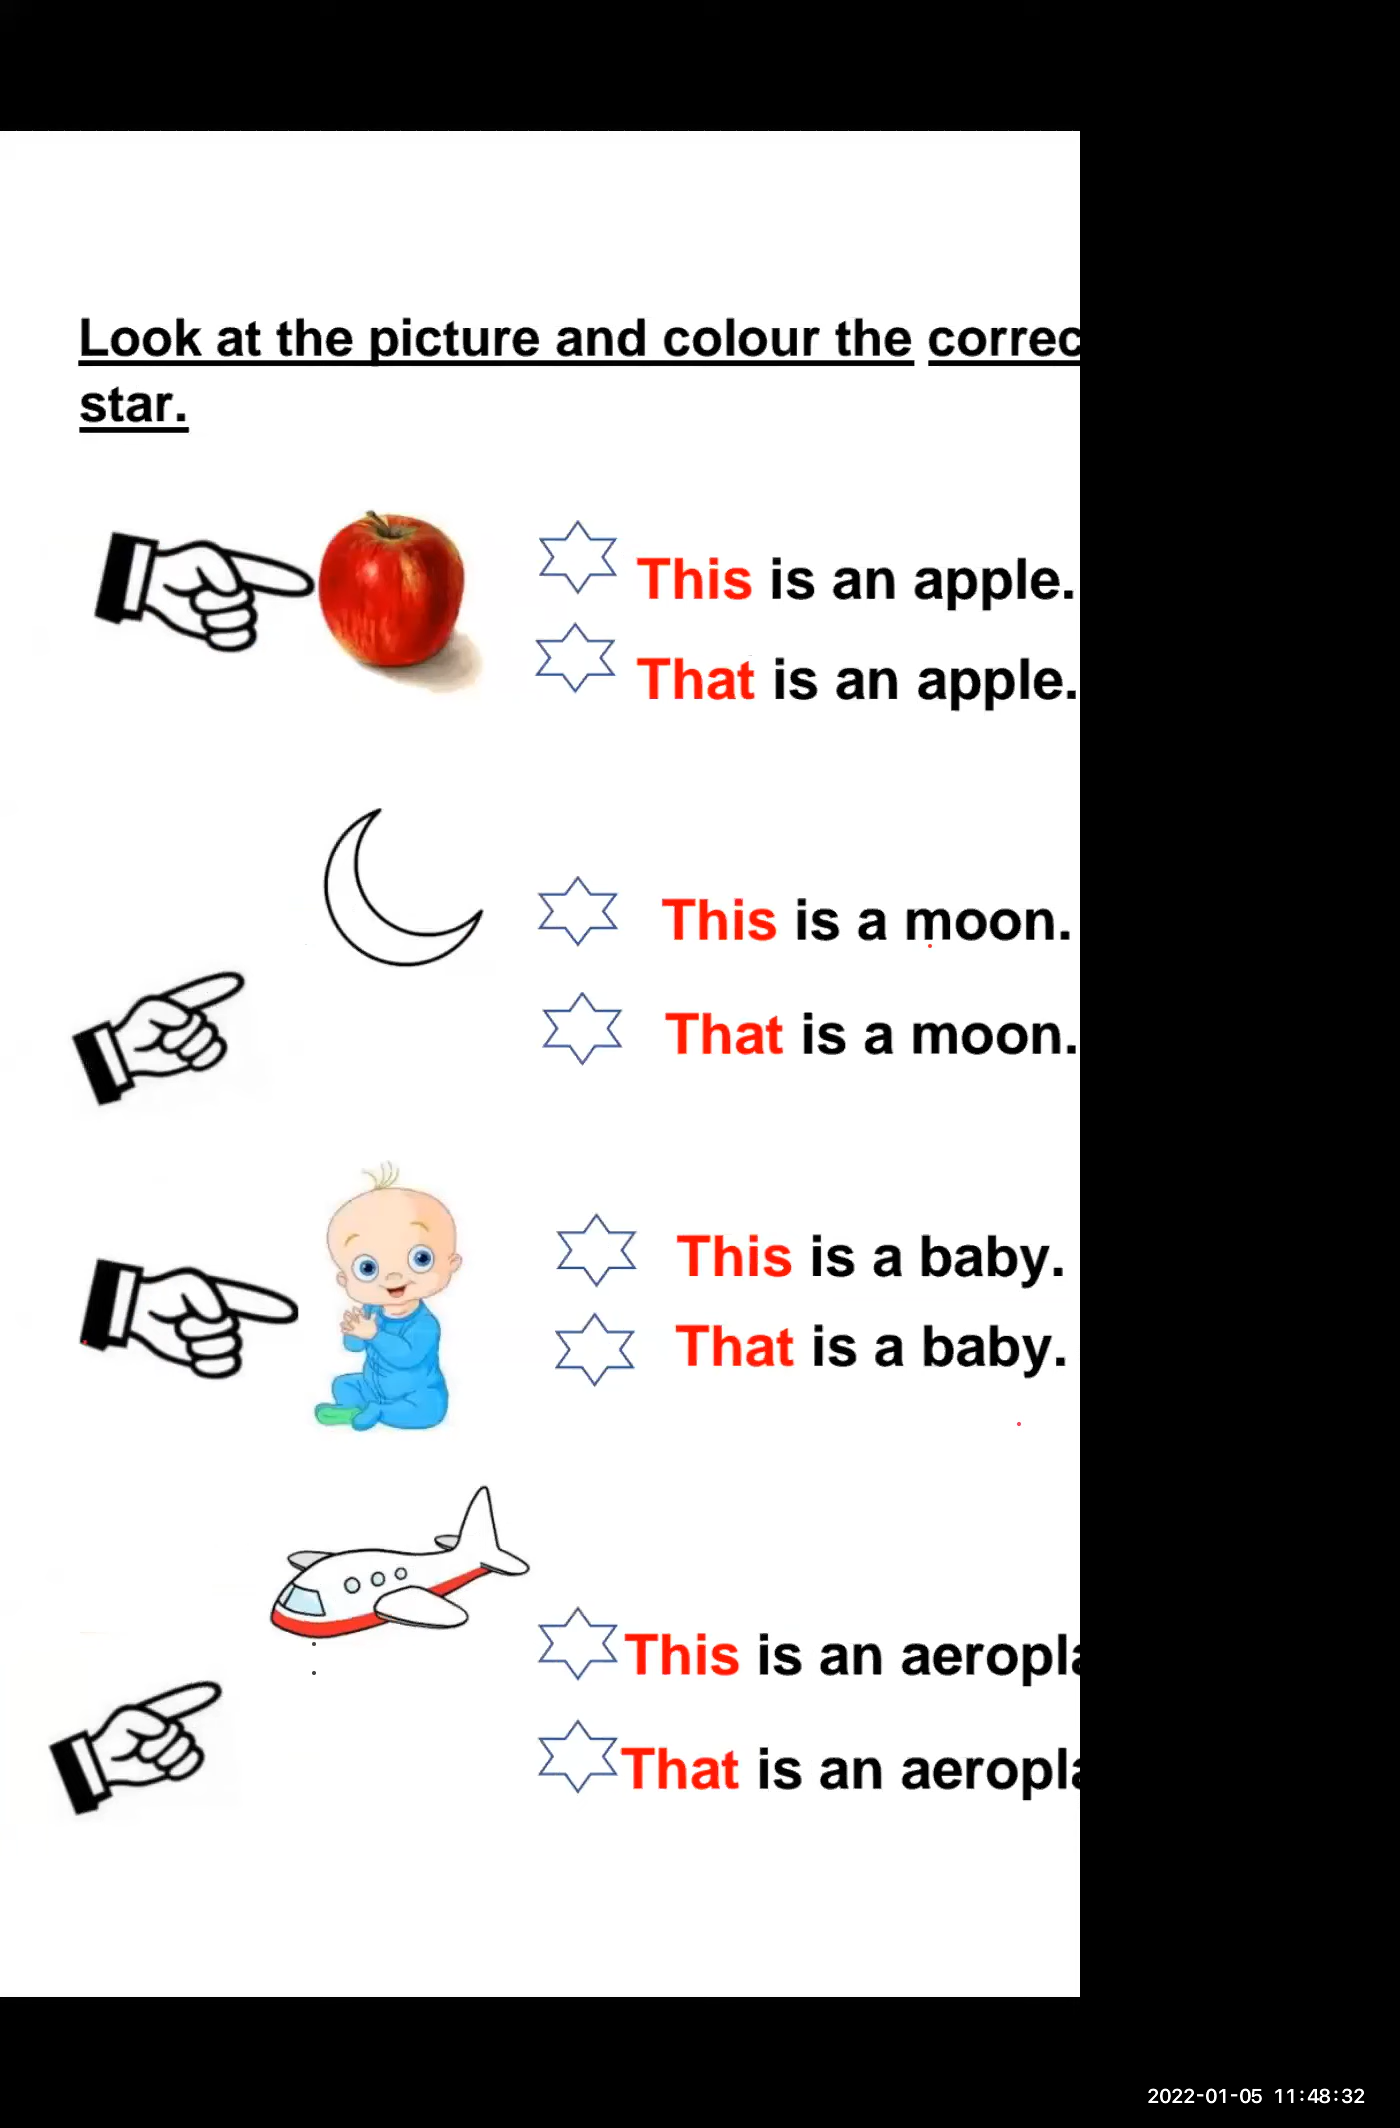 Look at the picture and colour the correc
star.
This is an apple.
That is an apple.
This is a moon.
That is a moon.
This is a baby.
That is a baby.
This is an aeropla
That is an aeropla
2022-01-05 11:48:32